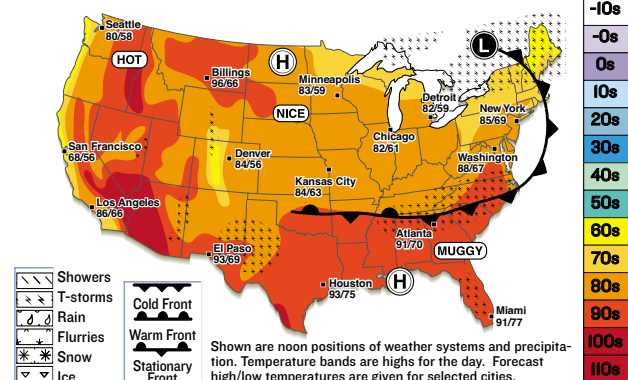 Seattle
80/58
HOT
Billings
96/66
H
Minneapolis
83/59
L
NICE
Detroit
82/59
New York
85/69
Chicago
82/61
Washington
88/67
San Francisco
68/56
Denver
84/56
Kansas City
84/63
Los Angeles
86/66
El Paso
93/69
Atlanta
91/70
MUGGY
Houston
93/75
H
Miami
91/77
-10s
-0s
0s
10s
20s
30s
40s
50s
60s
70s
80s
90s
100s
110s
Showers
T-storms
Rain
Flurries
Snow
Ice
Cold Front
Warm Front
Stationary
Front
Shown are noon positions of weather systems and precipita-
tion. Temperature bands are highs for the day. Forecast
high/low temperatures are given for selected cities.